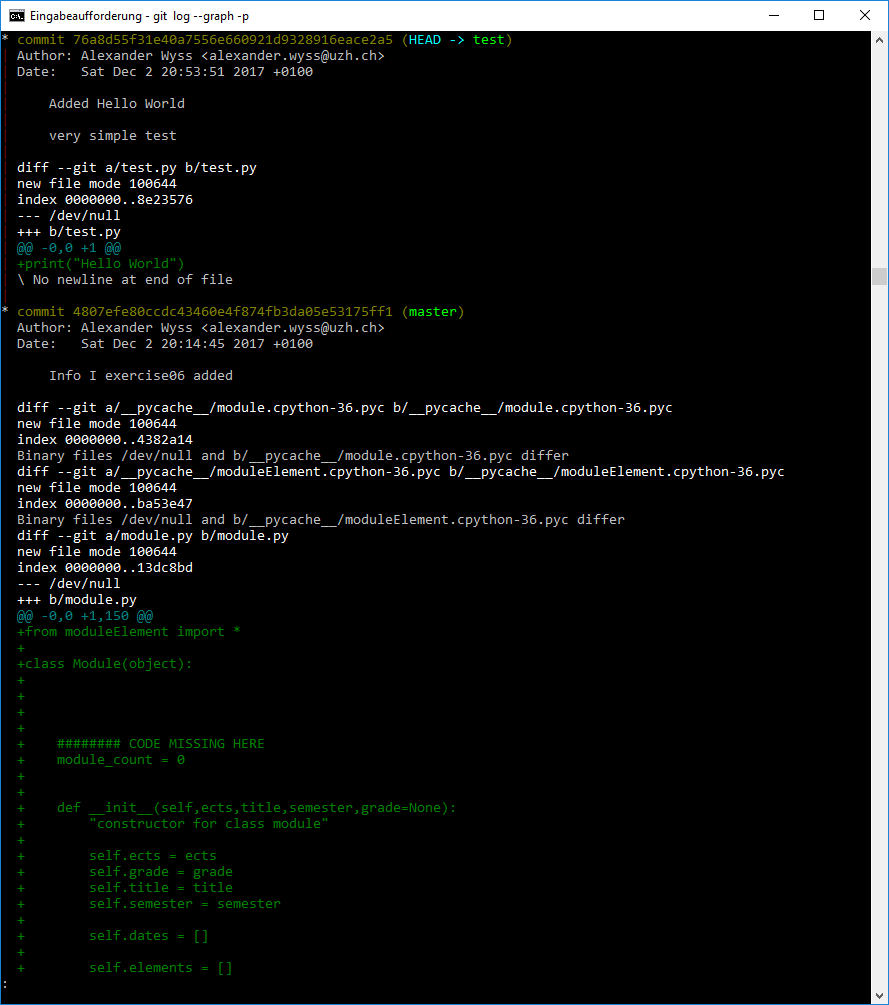 Eingabeaufforderung - git  log --graph -p
* commit 76a8d55f31e40a7556e660921d9328916eace2a5 (HEAD -> test)
Author: Alexander Wyss <alexander.wyss@uzh.ch>
Date:   Sat Dec 2 20:53:51 2017 +0100
Added Hello World
very simple test
diff --git a/test.py b/test.py
new file mode 100644
index 0000000..8e23576
--- /dev/null
+++ b/test.py
@@ -0,0 +1 @@
+print("Hello World")
\ No newline at end of file
* commit 4807efe80ccdc43460e4f874fb3da05e53175ff1 (master)
Author: Alexander Wyss <alexander.wyss@uzh.ch>
Date:   Sat Dec 2 20:14:45 2017 +0100
Info I exercise06 added
diff --git a/__pycache__/module.cpython-36.pyc b/__pycache__/module.cpython-36.pyc
new file mode 100644
index 0000000..4382a14
Binary files /dev/null and b/__pycache__/module.cpython-36.pyc differ
diff --git a/__pycache__/moduleElement.cpython-36.pyc b/__pycache__/moduleElement.cpython-36.pyc
new file mode 100644
index 0000000..ba53e47
Binary files /dev/null and b/__pycache__/moduleElement.cpython-36.pyc differ
diff --git a/module.py b/module.py
new file mode 100644
index 0000000..13dc8bd
--- /dev/null
+++ b/module.py
@@ -0,0 +1,150 @@
+from moduleElement import *
+
+class Module(object):
+
+
+
+
+    ######## CODE MISSING HERE
+    module_count = 0
+
+
+    def __init__(self,ects,title,semester,grade=None):
+        "constructor for class module"
+
+        self.ects = ects
+        self.grade = grade
+        self.title = title
+        self.semester = semester
+
+        self.dates = []
+
+        self.elements = []
: